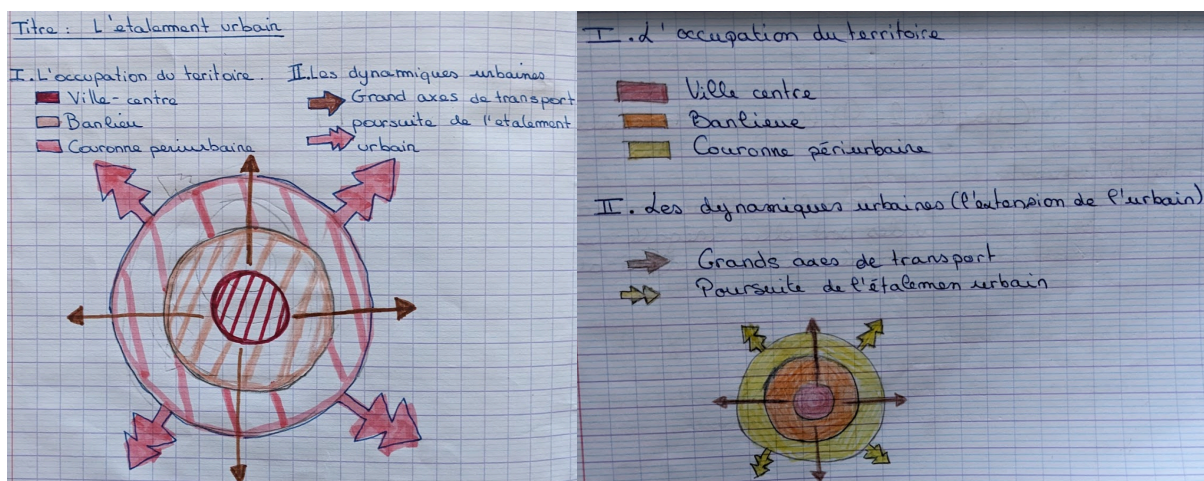 Titre : L'etalement urbain
I. L'occupation du teritoire.
Ville-centre
Banlieu
Couronne periurbaine
II. Les dynamiques urbaines
Grand axes de transport
poursuite de l'etalement
urbain
I. L'occupation du territoire
Ville centre
Banlieue
Couronne périurbaine
II. Les dynamiques urbaines (l'extension de l'urbain)
Grands axes de transport
Poursuite de l'étalemen urbain